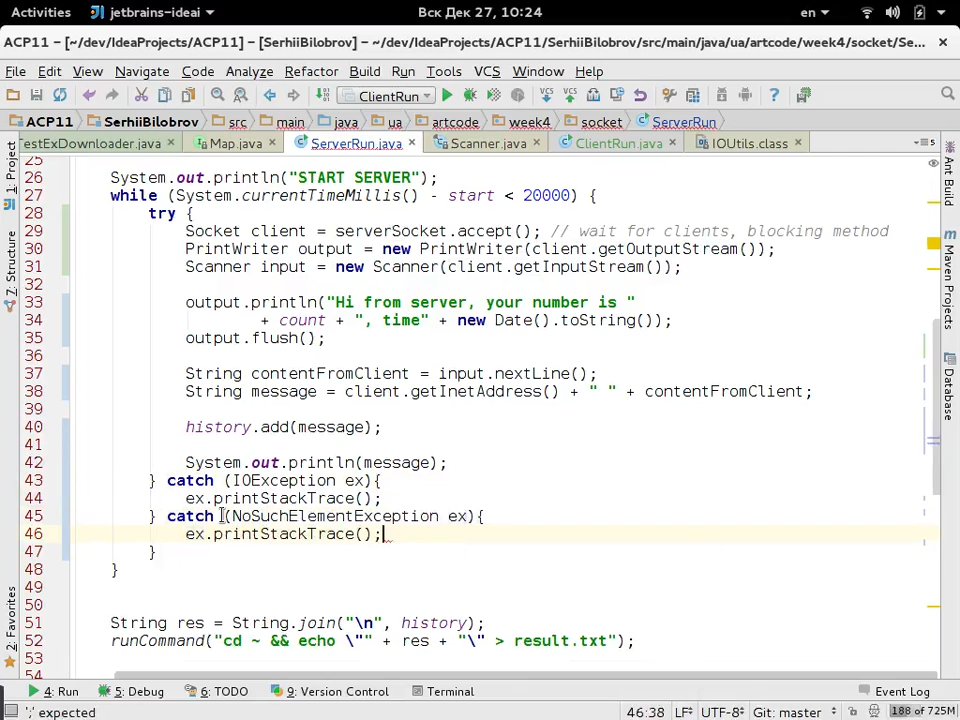 Activities jetbrains-ideai Вск Дек 27, 10:24 en
ACP11 – [~/dev/IdeaProjects/ACP11] – [SerhiiBilobrov] – ~/dev/IdeaProjects/ACP11/SerhiiBilobrov/src/main/java/ua/artcode/week4/socket/Se...
File Edit View Navigate Code Analyze Refactor Build Run Tools VCS Window Help
ClientRun
ACP11 SerhiiBilobrov src main java ua artcode week4 socket ServerRun
TestExDownloader.java Map.java ServerRun.java Scanner.java ClientRun.java IOUtils.class
25
26 System.out.println("START SERVER");
27 while (System.currentTimeMillis() - start < 20000) {
28 try {
29 Socket client = serverSocket.accept(); // wait for clients, blocking method
30 PrintWriter output = new PrintWriter(client.getOutputStream());
31 Scanner input = new Scanner(client.getInputStream());
32
33 output.println("Hi from server, your number is "
34 + count + ", time" + new Date().toString());
35 output.flush();
36
37 String contentFromClient = input.nextLine();
38 String message = client.getInetAddress() + " " + contentFromClient;
39
40 history.add(message);
41
42 System.out.println(message);
43 } catch (IOException ex){
44 ex.printStackTrace();
45 } catch (NoSuchElementException ex){
46 ex.printStackTrace();
47 }
48 }
49
50
51 String res = String.join("\n", history);
52 runCommand("cd ~ && echo \"" + res + "\" > result.txt");
53
54
1: Project
7: Structure
2: Favorites
Ant Build
Maven Projects
Database
4: Run 5: Debug 6: TODO 9: Version Control Terminal Event Log
';' expected 46:38 LF UTF-8 Git: master 188 of 725M